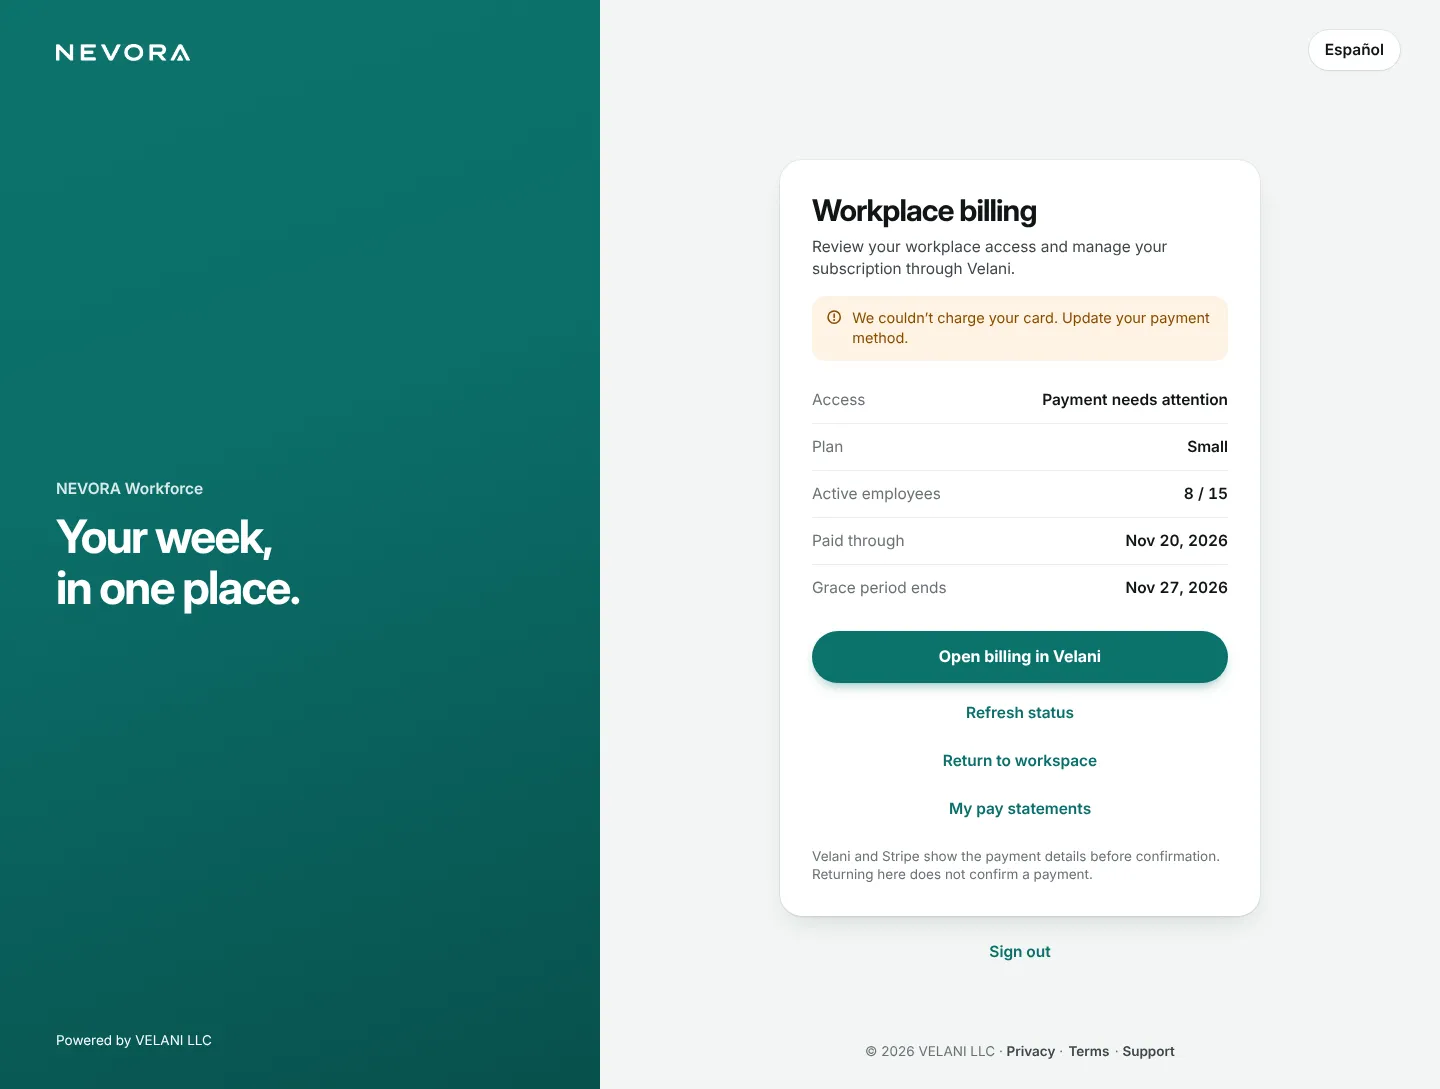 NEVORA
Español
NEVORA Workforce
Your week,
in one place.
Powered by VELANI LLC
Workplace billing
Review your workplace access and manage your
subscription through Velani.
We couldn’t charge your card. Update your payment
method.
Access Payment needs attention
Plan Small
Active employees 8 / 15
Paid through Nov 20, 2026
Grace period ends Nov 27, 2026
Open billing in Velani
Refresh status
Return to workspace
My pay statements
Velani and Stripe show the payment details before confirmation.
Returning here does not confirm a payment.
Sign out
© 2026 VELANI LLC · Privacy · Terms · Support